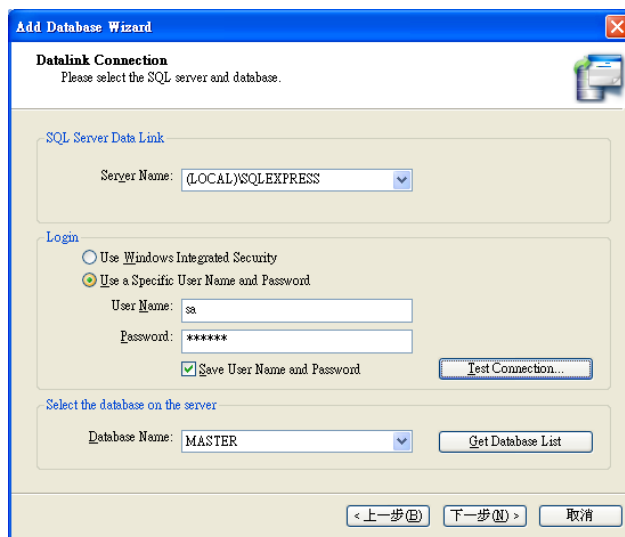 Add Database Wizard
Datalink Connection
Please select the SQL server and database.
SQL Server Data Link
Server Name: (LOCAL)\SQLEXPRESS
Login
Use Windows Integrated Security
Use a Specific User Name and Password
User Name: sa
Password: ******
Save User Name and Password
Test Connection...
Select the database on the server
Database Name: MASTER
Get Database List
<上一步(B) 下一步(N)> 取消